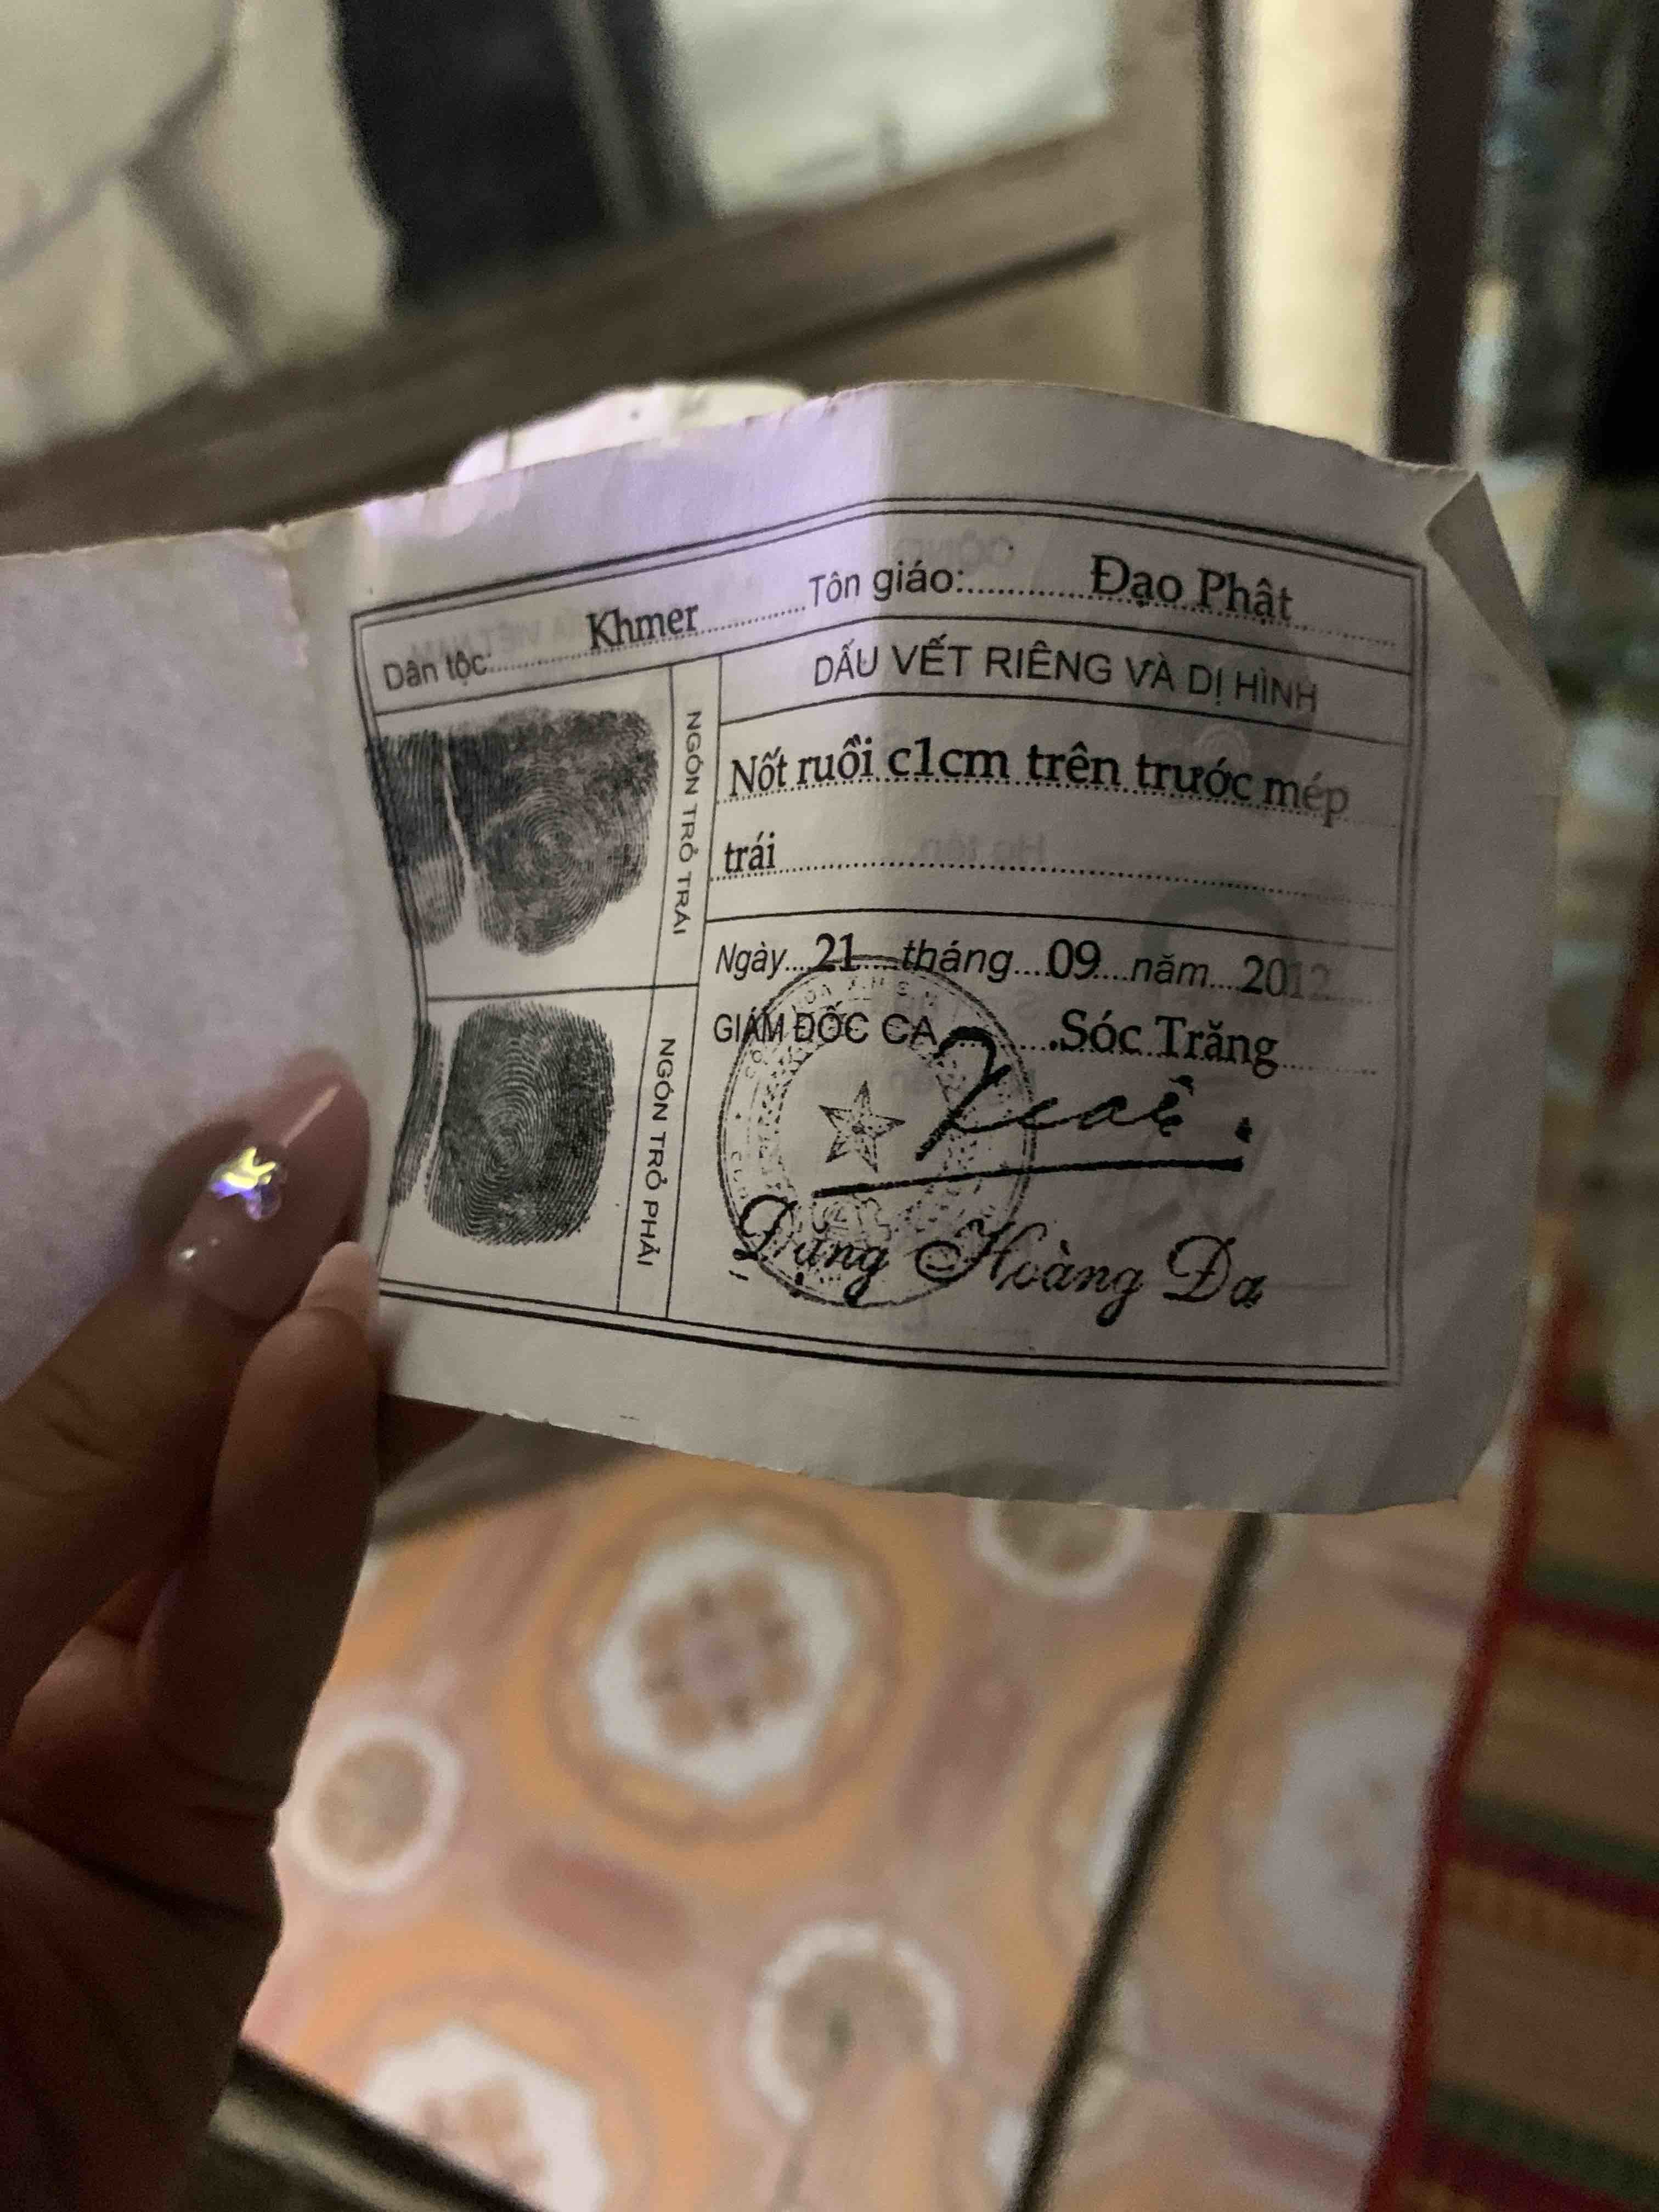 Dân tộc:........Khmer........Tôn giáo:............Đạo Phật............
DẤU VẾT RIÊNG VÀ DỊ HÌNH
NGÓN TRỎ TRÁI
Nốt ruồi c1cm trên trước mép
trái
Ngày...21...tháng...09...năm...2012
GIÁM ĐỐC CA.........Sóc Trăng
NGÓN TRỎ PHẢI
Đặng Hoàng Đa